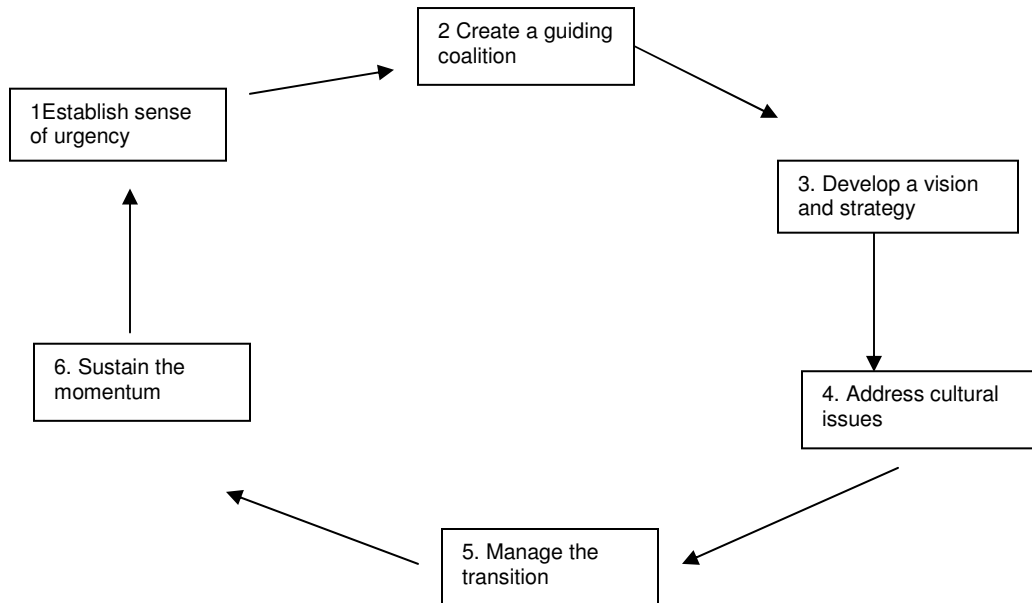 1Establish sense
of urgency
2 Create a guiding
coalition
3. Develop a vision
and strategy
4. Address cultural
issues
5. Manage the
transition
6. Sustain the
momentum